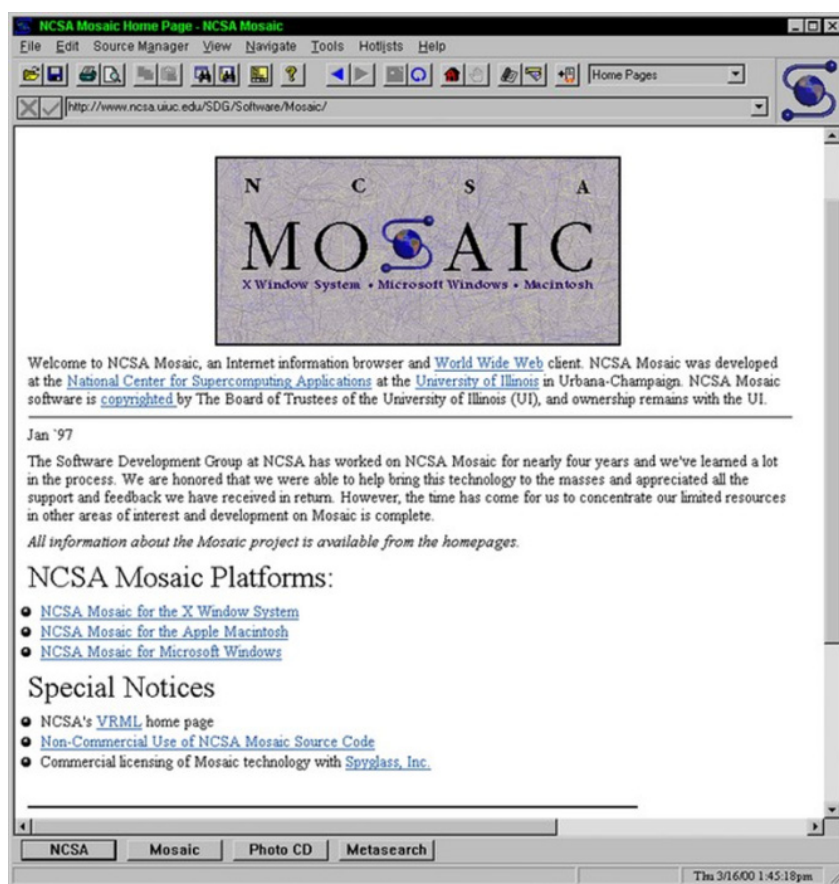 NCSA Mosaic Home Page - NCSA Mosaic
File Edit Source Manager View Navigate Tools Hotlists Help
Home Pages
http://www.ncsa.uiuc.edu/SDG/Software/Mosaic/
N C S A
MOSAIC
X Window System • Microsoft Windows • Macintosh
Welcome to NCSA Mosaic, an Internet information browser and World Wide Web client. NCSA Mosaic was developed
at the National Center for Supercomputing Applications at the University of Illinois in Urbana-Champaign. NCSA Mosaic
software is copyrighted by The Board of Trustees of the University of Illinois (UI), and ownership remains with the UI.
Jan `97
The Software Development Group at NCSA has worked on NCSA Mosaic for nearly four years and we've learned a lot
in the process. We are honored that we were able to help bring this technology to the masses and appreciated all the
support and feedback we have received in return. However, the time has come for us to concentrate our limited resources
in other areas of interest and development on Mosaic is complete.
All information about the Mosaic project is available from the homepages.
NCSA Mosaic Platforms:
NCSA Mosaic for the X Window System
NCSA Mosaic for the Apple Macintosh
NCSA Mosaic for Microsoft Windows
Special Notices
NCSA's VRML home page
Non-Commercial Use of NCSA Mosaic Source Code
Commercial licensing of Mosaic technology with Spyglass, Inc.
NCSA Mosaic Photo CD Metasearch
Thu 3/16/00 1:45:18pm